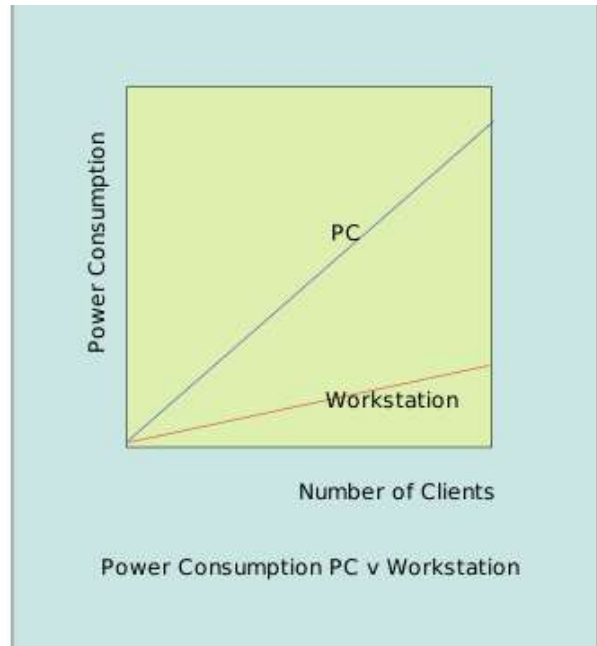 Power Consumption
PC
Workstation
Number of Clients
Power Consumption PC v Workstation